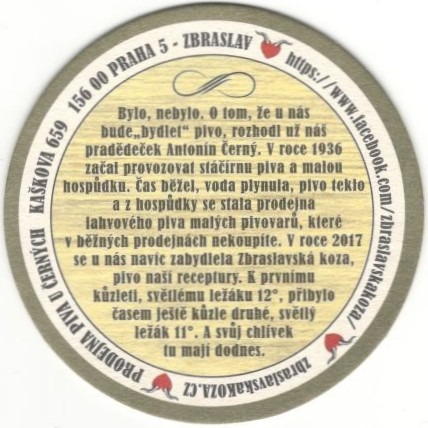 PRODEJNA PIVA U ČERNÝCH KAŠKOVA 659 156 00 PRAHA 5 - ZBRASLAV
https://www.facebook.com/zbraslavskakoza/
zbraslavskaKOZA.CZ
Bylo, nebylo. O tom, že u nás
bude„bydlet“ pivo, rozhodl už náš
pradědeček Antonín Černý. V roce 1936
začal provozovat stáčírnu piva a malou
hospůdku. Čas běžel, voda plynula, pivo teklo
a z hospůdky se stala prodejna
lahvového piva malých pivovarů, které
v běžných prodejnách nekoupíte. V roce 2017
se u nás navíc zabydlela Zbraslavská koza,
pivo naší receptury. K prvnímu
kůzleti, světlému ležáku 12°, přibylo
časem ještě kůzle druhé, světlý
ležák 11°. A svůj chlívek
tu mají dodnes.